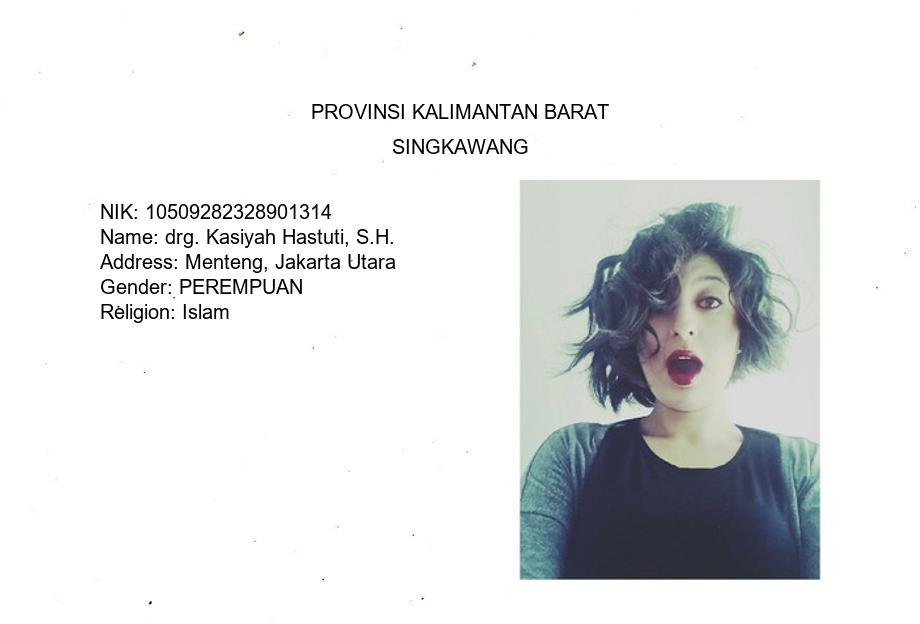 PROVINSI KALIMANTAN BARAT
SINGKAWANG
NIK: 10509282328901314
Name: drg. Kasiyah Hastuti, S.H.
Address: Menteng, Jakarta Utara
Gender: PEREMPUAN
Religion: Islam